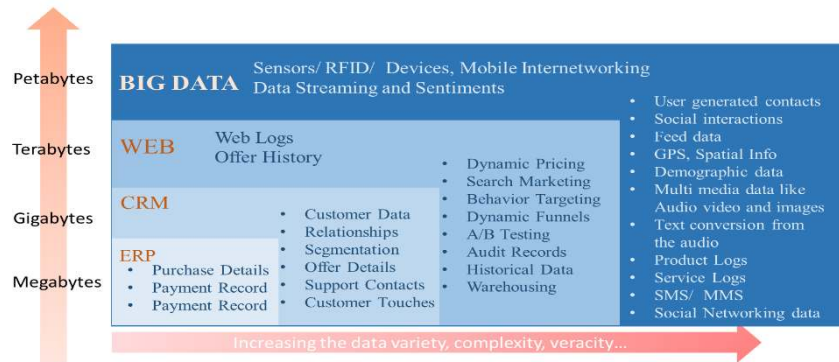 Petabytes
Terabytes
Gigabytes
Megabytes
BIG DATA
Sensors/ RFID/ Devices, Mobile Internetworking
Data Streaming and Sentiments
WEB
Web Logs
Offer History
CRM
ERP
• Purchase Details
• Payment Record
• Payment Record
• Customer Data
• Relationships
• Segmentation
• Offer Details
• Support Contacts
• Customer Touches
• Dynamic Pricing
• Search Marketing
• Behavior Targeting
• Dynamic Funnels
• A/B Testing
• Audit Records
• Historical Data
• Warehousing
• User generated contacts
• Social interactions
• Feed data
• GPS, Spatial Info
• Demographic data
• Multi media data like
Audio video and images
• Text conversion from
the audio
• Product Logs
• Service Logs
• SMS/ MMS
• Social Networking data
Increasing the data variety, complexity, veracity...